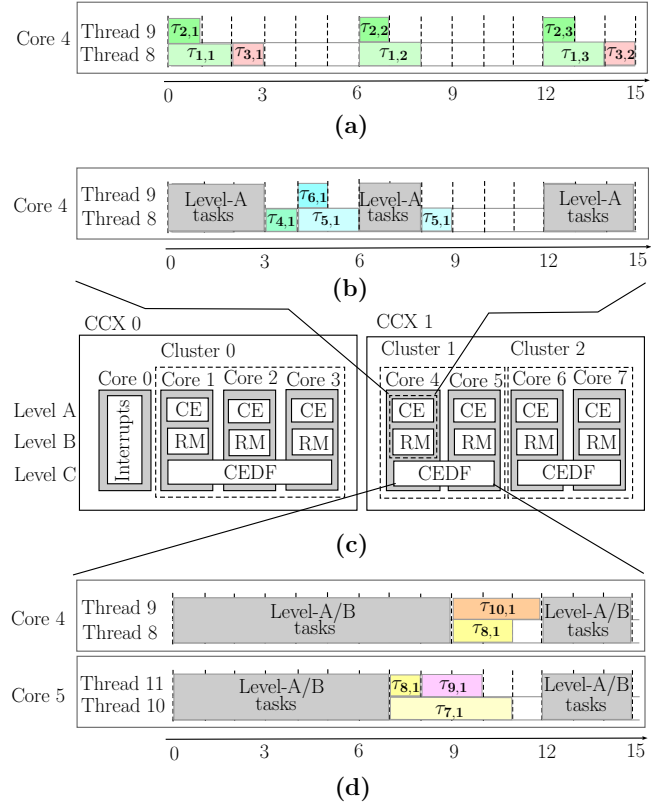 Core 4
Thread 9 τ2,1 τ2,2 τ2,3
Thread 8 τ1,1 τ3,1 τ1,2 τ1,3 τ3,2
0 3 6 9 12 15
(a)
Core 4
Thread 9
Thread 8
Level-A
tasks
τ6,1
τ4,1 τ5,1
Level-A
tasks
τ5,1
Level-A
tasks
0 3 6 9 12 15
(b)
CCX 0
CCX 1
Cluster 0
Cluster 1
Cluster 2
Core 0 Core 1 Core 2 Core 3
Core 4 Core 5 Core 6 Core 7
Level A
Level B
Level C
Interrupts
CE CE CE
RM RM RM
CEDF
CE CE CE CE
RM RM RM RM
CEDF CEDF
(c)
Core 4
Thread 9
Thread 8
Level-A/B
tasks
τ10,1
τ8,1
Level-A/B
tasks
Core 5
Thread 11
Thread 10
Level-A/B
tasks
τ8,1 τ9,1
τ7,1
Level-A/B
tasks
0 3 6 9 12 15
(d)